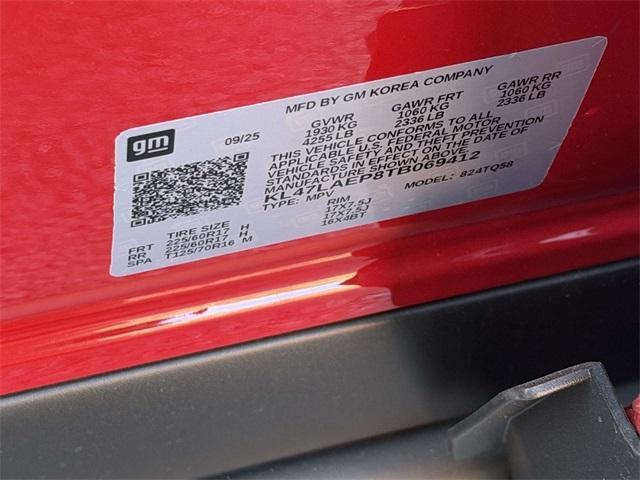 MFD BY GM KOREA COMPANY
gm
09/25
GVWR GAWR FRT GAWR RR
1930 KG 1060 KG 1060 KG
4255 LB 2336 LB 2336 LB
THIS VEHICLE CONFORMS TO ALL
APPLICABLE U.S. FEDERAL MOTOR
VEHICLE SAFETY AND THEFT PREVENTION
STANDARDS IN EFFECT ON THE DATE OF
MANUFACTURE SHOWN ABOVE.
KL47LAEP8TB069412
TYPE: MPV MODEL: 824TQ58
TIRE SIZE RIM
FRT 225/60R17 H 17X7.5J
RR 225/60R17 H 17X7.5J
SPA T125/70R16 M 16X4BT